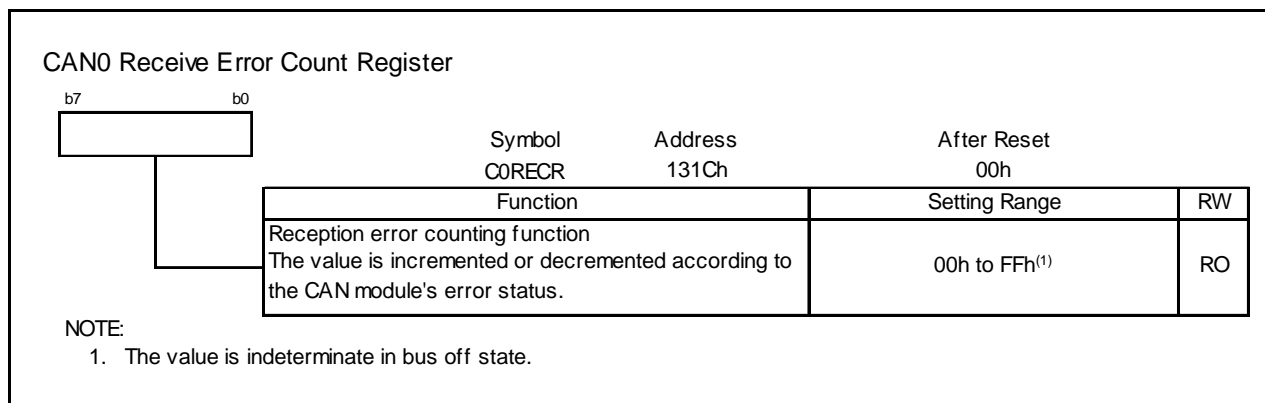 CAN0 Receive Error Count Register
b7 b0
Symbol Address After Reset
C0RECR 131Ch 00h
Function Setting Range RW
Reception error counting function
The value is incremented or decremented according to
the CAN module's error status.
00h to FFh(1) RO
NOTE:
1. The value is indeterminate in bus off state.